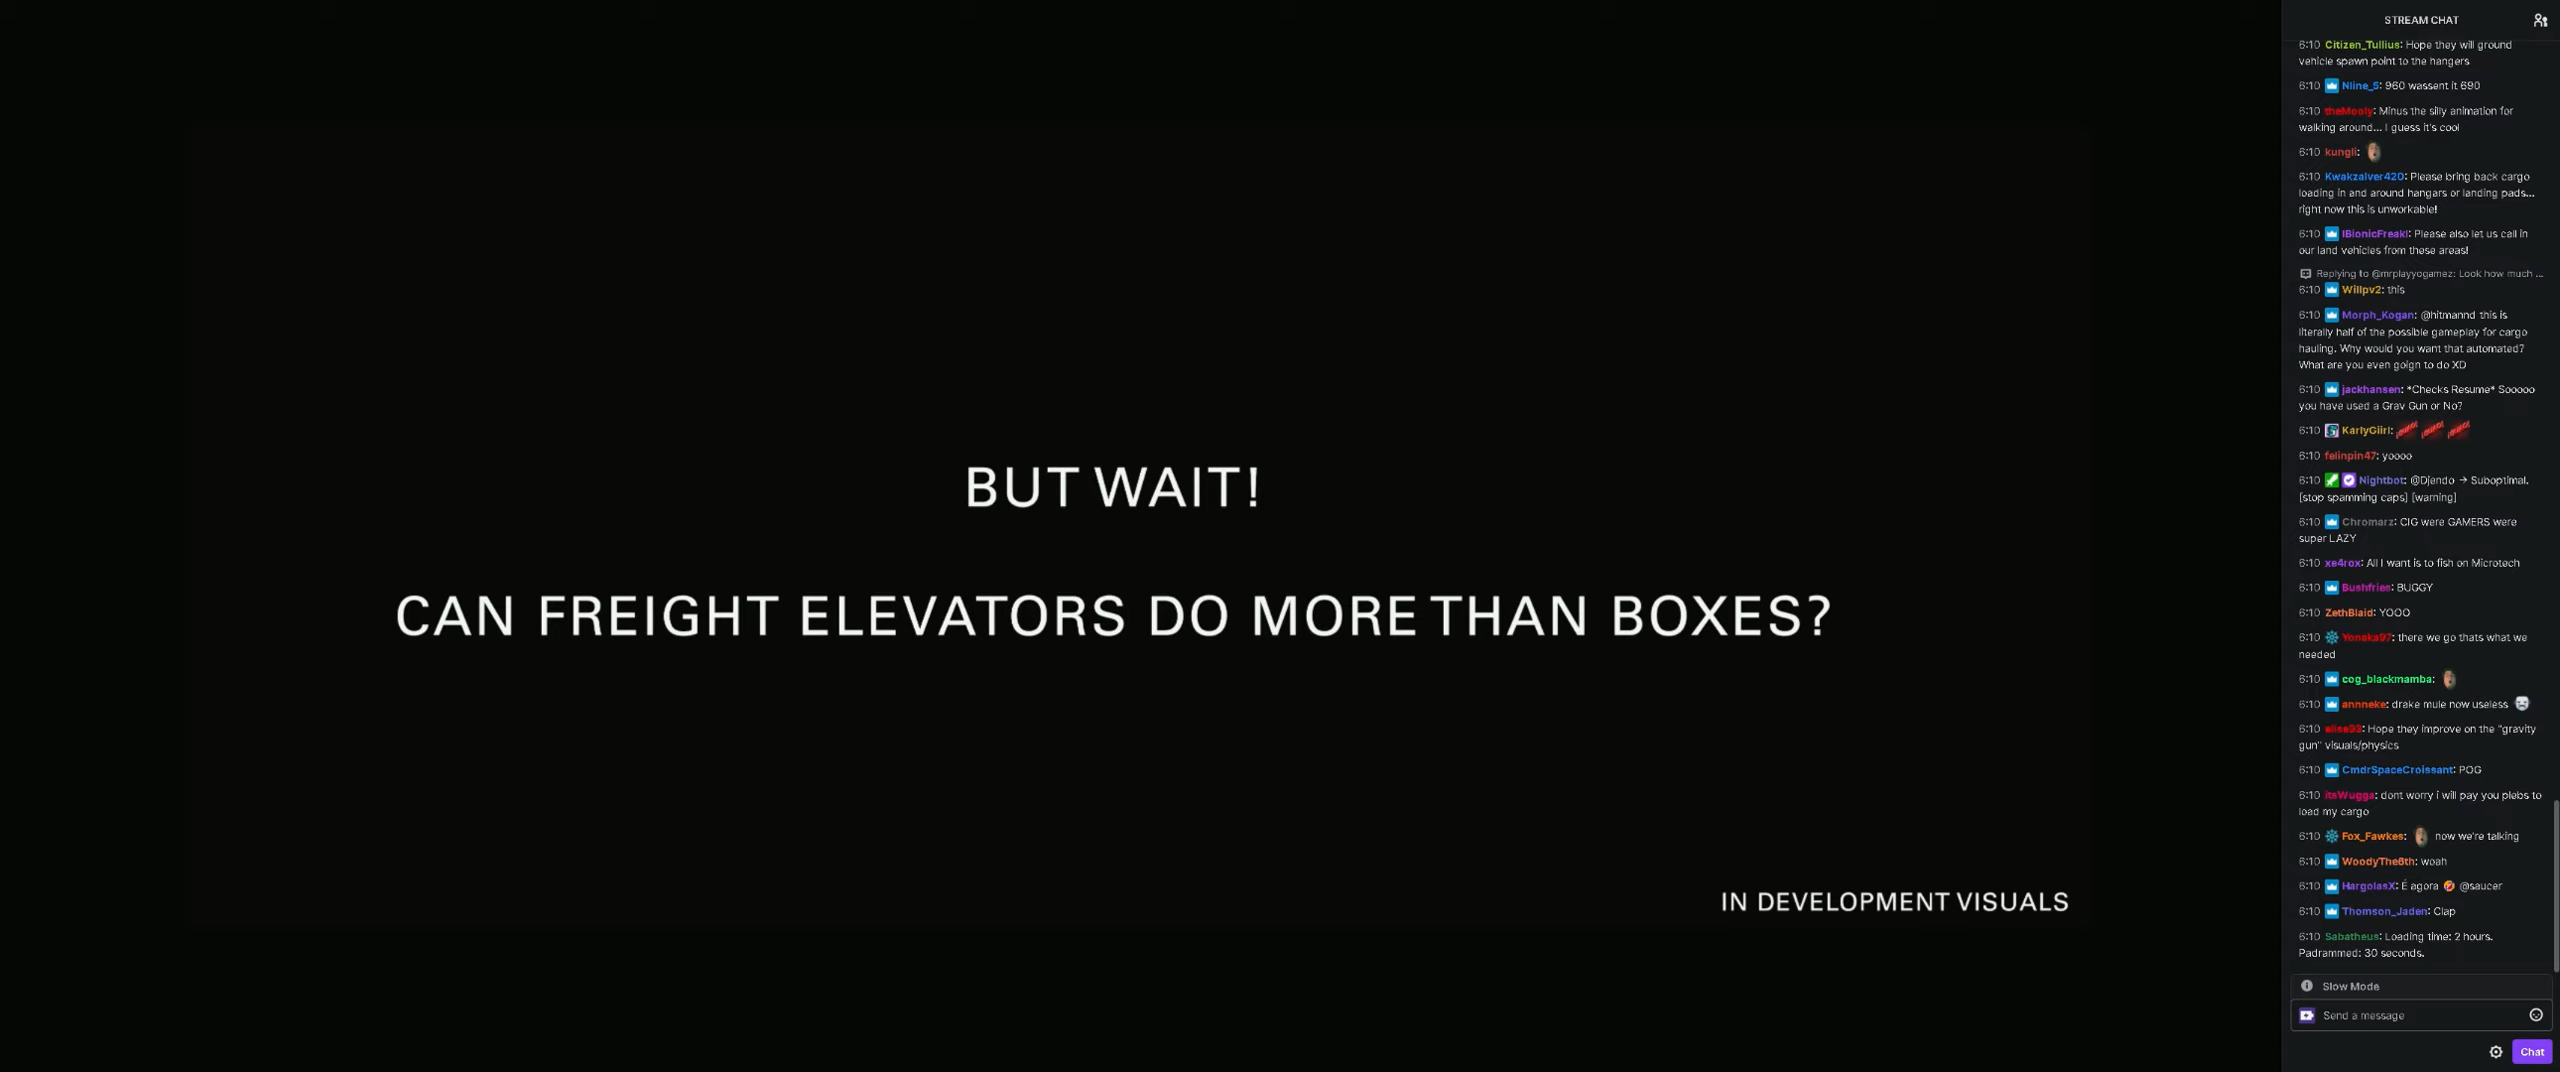 BUT WAIT!
CAN FREIGHT ELEVATORS DO MORE THAN BOXES?
IN DEVELOPMENT VISUALS
STREAM CHAT
6:10 Citizen_Tullius: Hope they will ground
vehicle spawn point to the hangers
6:10 Nline_5: 960 wassent it 690
6:10 theMooly: Minus the silly animation for
walking around... I guess it's cool
6:10 kungli:
6:10 Kwakzalver420: Please bring back cargo
loading in and around hangars or landing pads...
right now this is unworkable!
6:10 IBionicFreakI: Please also let us call in
our land vehicles from these areas!
Replying to @mrplayyogamez: Look how much ...
6:10 Willpv2: this
6:10 Morph_Kogan: @hitmannd this is
literally half of the possible gameplay for cargo
hauling. Why would you want that automated?
What are you even goign to do XD
6:10 jackhansen: *Checks Resume* Sooooo
you have used a Grav Gun or No?
6:10 KarlyGiirl:
6:10 felinpin47: yoooo
6:10 Nightbot: @Djendo → Suboptimal.
[stop spamming caps] [warning]
6:10 Chromarz: CIG were GAMERS were
super LAZY
6:10 xe4rox: All I want is to fish on Microtech
6:10 Bushfries: BUGGY
6:10 ZethBlaid: YOOO
6:10 Yonaka97: there we go thats what we
needed
6:10 cog_blackmamba:
6:10 annneke: drake mule now useless
6:10 elise93: Hope they improve on the "gravity
gun" visuals/physics
6:10 CmdrSpaceCroissant: POG
6:10 itsWugga: dont worry i will pay you plebs to
load my cargo
6:10 Fox_Fawkes: now we're talking
6:10 WoodyThe6th: woah
6:10 HargolasX: É agora @saucer
6:10 Thomson_Jaden: Clap
6:10 Sabatheus: Loading time: 2 hours.
Padrammed: 30 seconds.
Slow Mode
Send a message
Chat